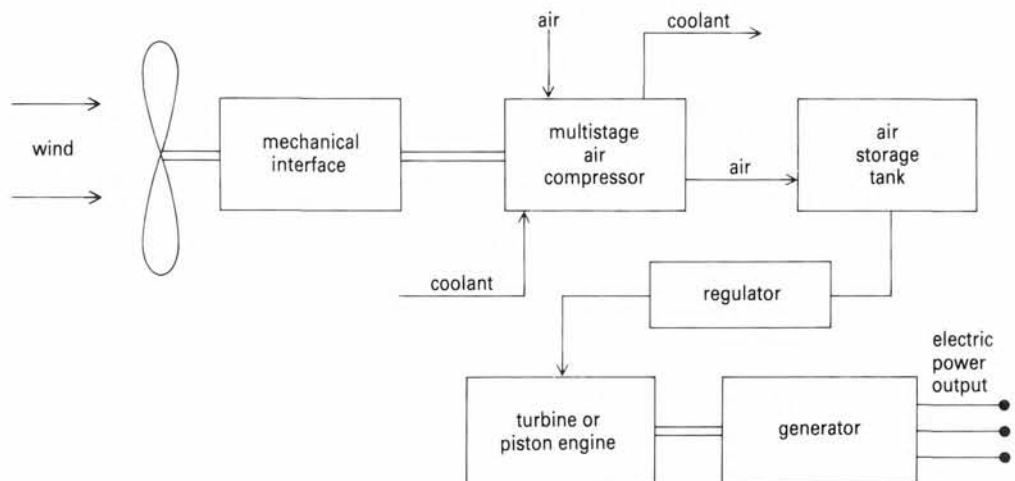 air
coolant
wind
mechanical
interface
multistage
air
compressor
air
air
storage
tank
coolant
regulator
electric
power
output
turbine or
piston engine
generator